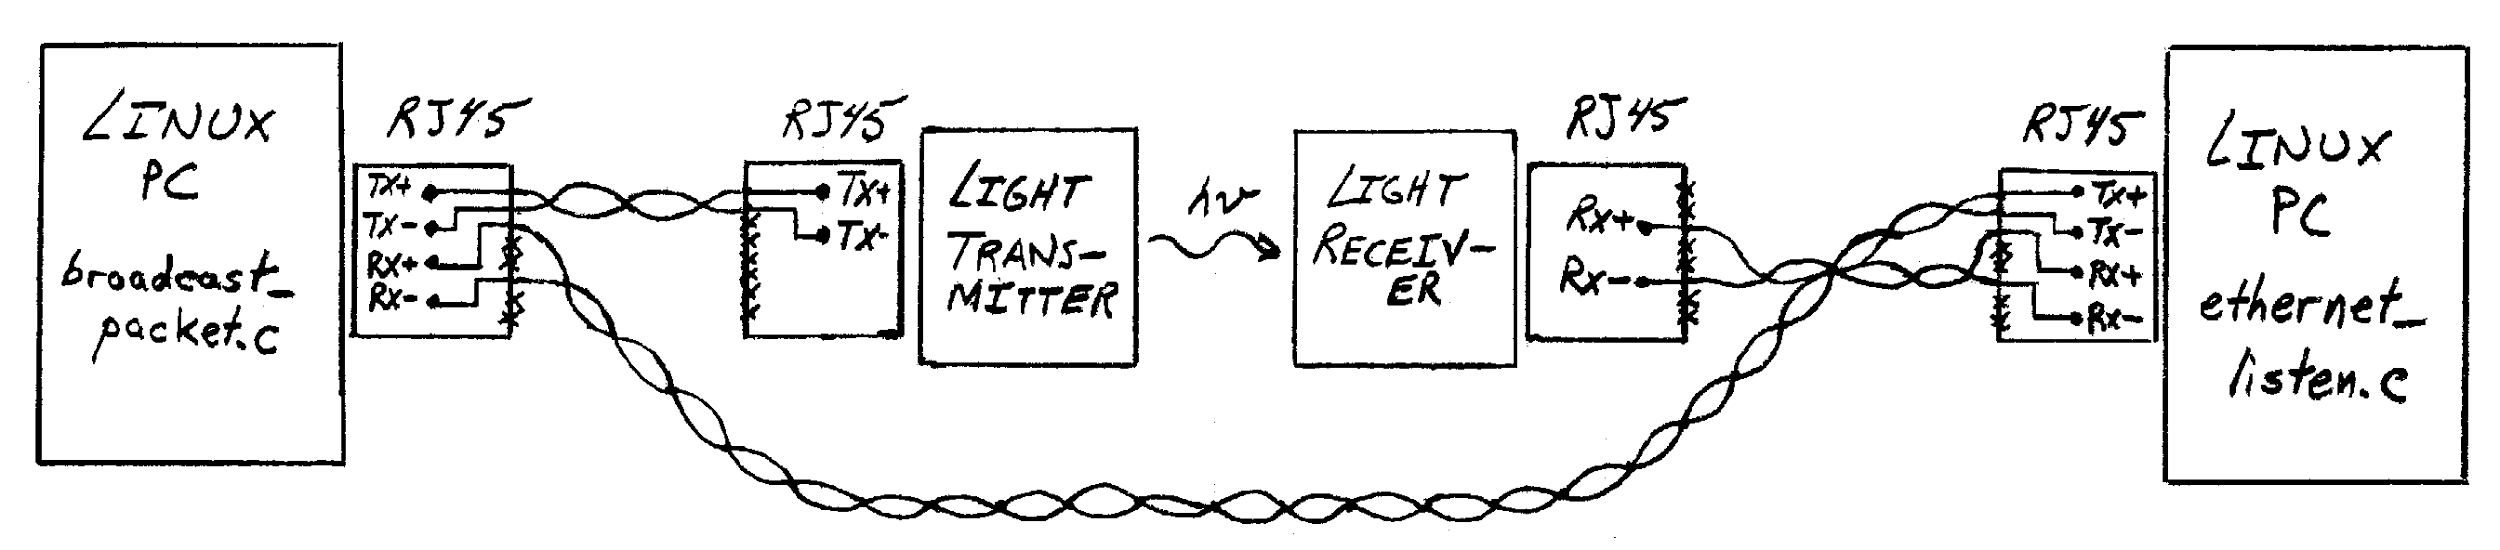 LINUX
PC
broadcast_
packet.c
RJ45
TX+
TX-
RX+
RX-
RJ45
TX+
TX-
LIGHT
TRANS-
MITTER
hν
LIGHT
RECEIV-
ER
RJ45
RX+
RX-
RJ45
TX+
TX-
RX+
RX-
LINUX
PC
ethernet_
listen.c